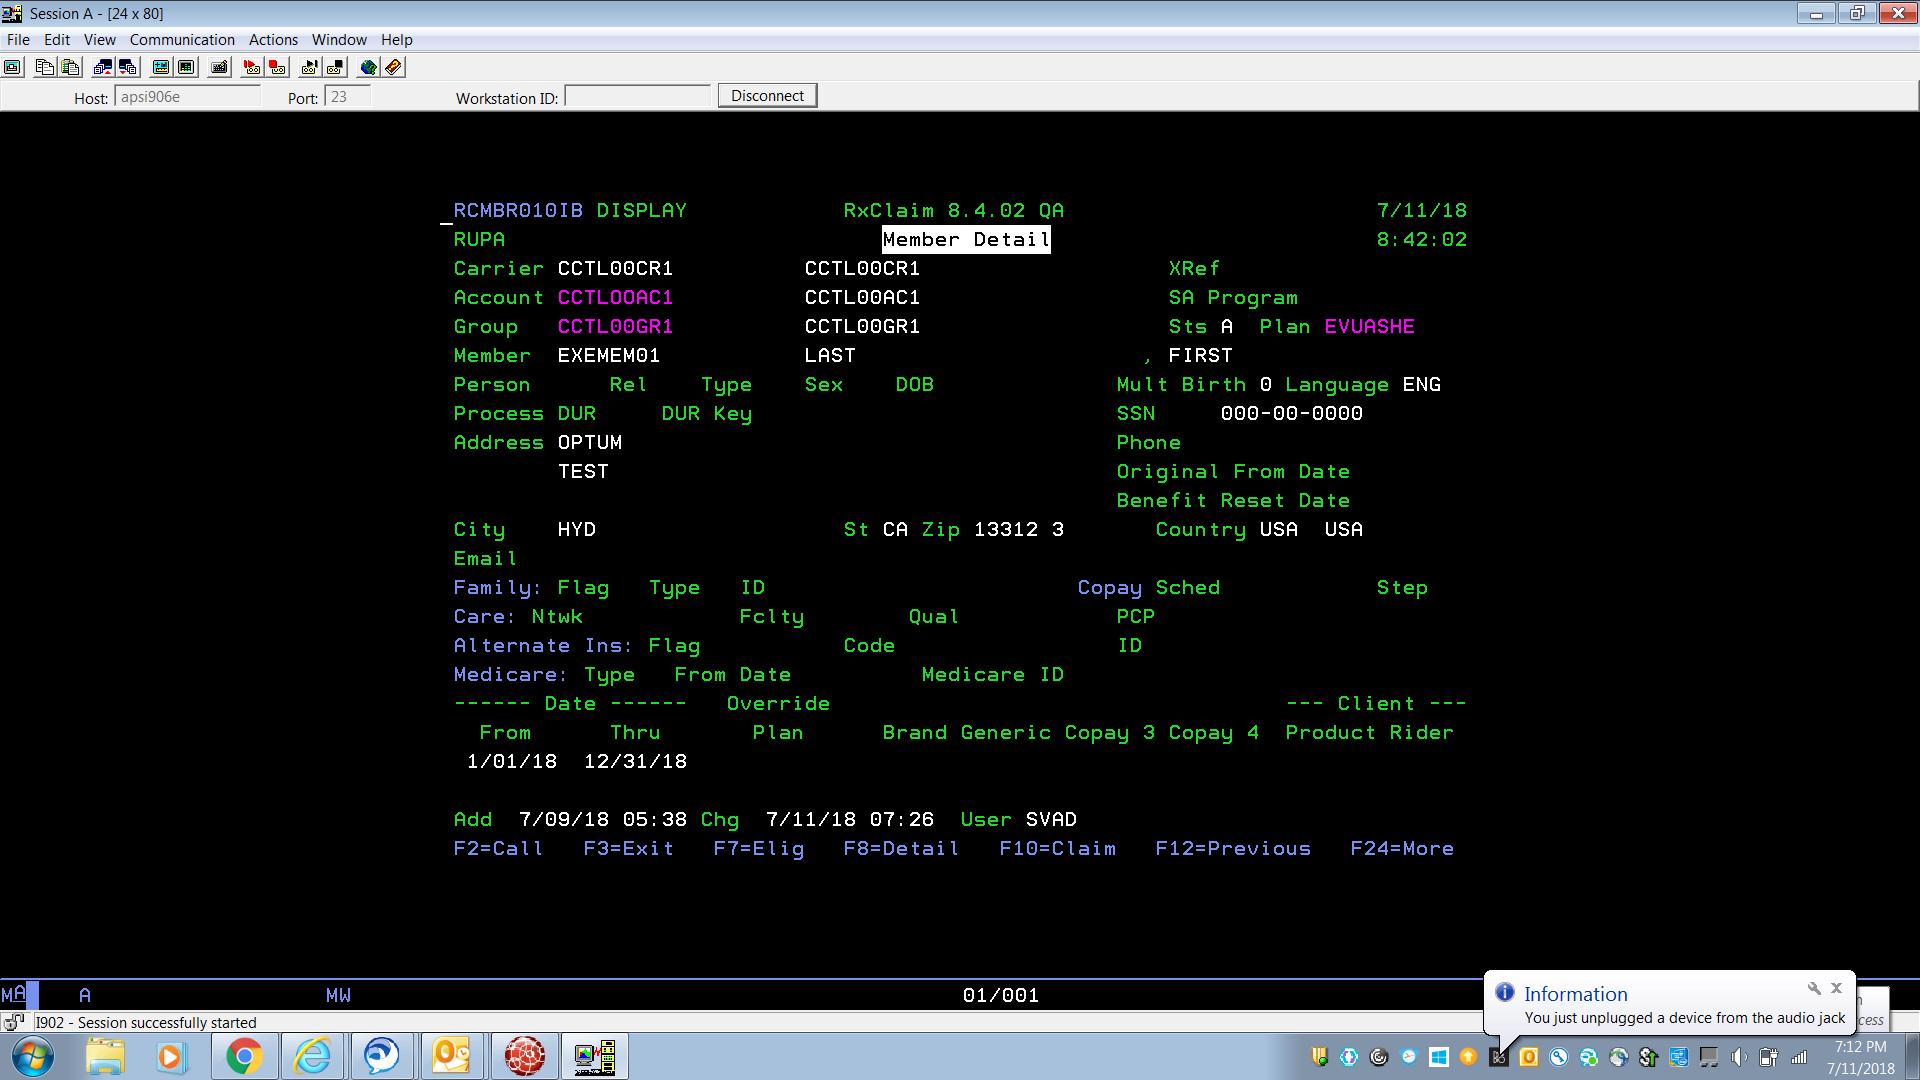 Session A - [24 x 80]
File Edit View Communication Actions Window Help
Host: apsi906e Port: 23 Workstation ID: Disconnect
RCMBR010IB DISPLAY RxClaim 8.4.02 QA 7/11/18
RUPA Member Detail 8:42:02
Carrier CCTL00CR1 CCTL00CR1 XRef
Account CCTL00AC1 CCTL00AC1 SA Program
Group CCTL00GR1 CCTL00GR1 Sts A Plan EVUASHE
Member EXEMEM01 LAST , FIRST
Person Rel Type Sex DOB Mult Birth 0 Language ENG
Process DUR DUR Key SSN 000-00-0000
Address OPTUM Phone
TEST Original From Date
Benefit Reset Date
City HYD St CA Zip 13312 3 Country USA USA
Email
Family: Flag Type ID Copay Sched Step
Care: Ntwk Fclty Qual PCP
Alternate Ins: Flag Code ID
Medicare: Type From Date Medicare ID
------ Date ------ Override --- Client ---
From Thru Plan Brand Generic Copay 3 Copay 4 Product Rider
1/01/18 12/31/18
Add 7/09/18 05:38 Chg 7/11/18 07:26 User SVAD
F2=Call F3=Exit F7=Elig F8=Detail F10=Claim F12=Previous F24=More
MA A MW 01/001
I902 - Session successfully started
Information
You just unplugged a device from the audio jack
7:12 PM
7/11/2018